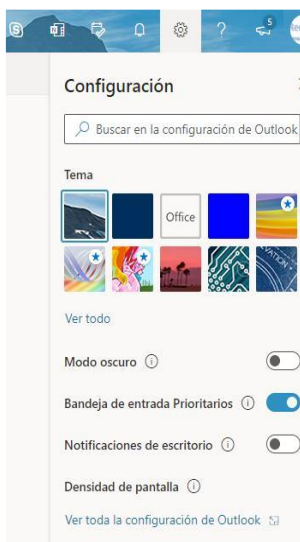 S
N
?
5
Configuración
Buscar en la configuración de Outlook
Tema
Office
Ver todo
Modo oscuro
Bandeja de entrada Prioritarios
Notificaciones de escritorio
Densidad de pantalla
Ver toda la configuración de Outlook